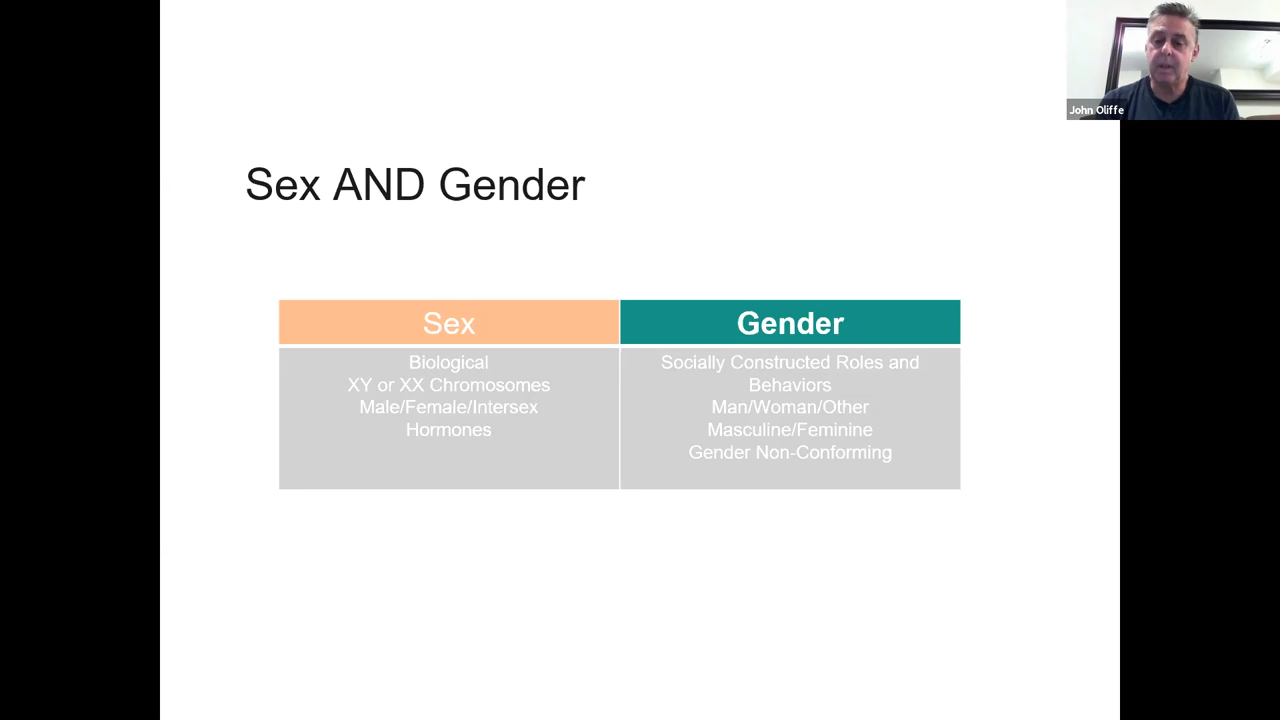 John Oliffe
Sex AND Gender
Sex
Gender
Biological
XY or XX Chromosomes
Male/Female/Intersex
Hormones
Socially Constructed Roles and
Behaviors
Man/Woman/Other
Masculine/Feminine
Gender Non-Conforming